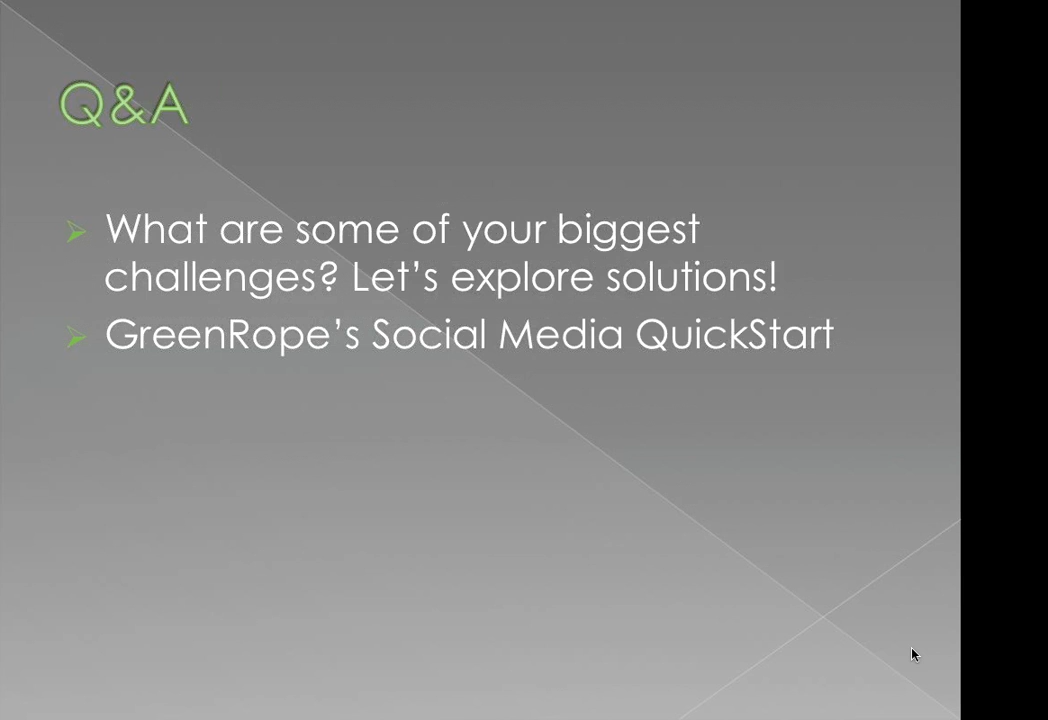 Q&A
What are some of your biggest
challenges? Let’s explore solutions!
GreenRope’s Social Media QuickStart